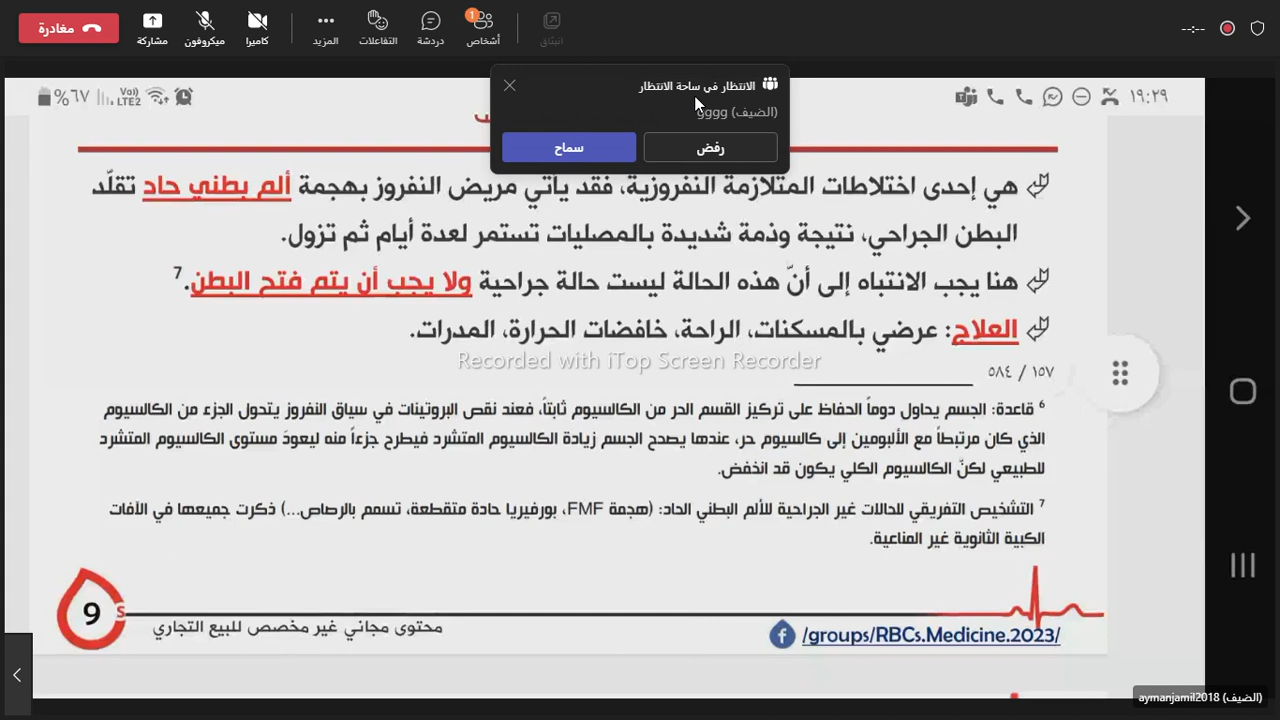 مغادرة
مشاركة
ميكروفون
كاميرا
المزيد
التفاعلات
دردشة
أشخاص
1
انبثاق
--:--
الانتظار في ساحة الانتظار
gggg (الضيف)
سماح
رفض
%٦٧
Vo)
LTE2
١٩:٢٩
هي إحدى اختلاطات المتلازمة النفروزية، فقد يأتي مريض النفروز بهجمة ألم بطني حاد تقلّد
البطن الجراحي، نتيجة وذمة شديدة بالمصليات تستمر لعدة أيام ثم تزول.
هنا يجب الانتباه إلى أنّ هذه الحالة ليست حالة جراحية ولا يجب أن يتم فتح البطن.7
العلاج: عرضي بالمسكنات، الراحة، خافضات الحرارة، المدرات.
Recorded with iTop Screen Recorder
١٥٧ / ٥٨٤
6 قاعدة: الجسم يحاول دوماً الحفاظ على تركيز القسم الحر من الكالسيوم ثابتاً، فعند نقص البروتينات في سياق النفروز يتحول الجزء من الكالسيوم
الذي كان مرتبطاً مع الألبومين إلى كالسيوم حر، عندها يصحح الجسم زيادة الكالسيوم المتشرد فيطرح جزءاً منه ليعودَ مستوى الكالسيوم المتشرد
للطبيعي لكنّ الكالسيوم الكلي يكون قد انخفض.
7 التشخيص التفريقي للحالات غير الجراحية للألم البطني الحاد: (هجمة FMF، بورفيريا حادة متقطعة، تسمم بالرصاص...) ذكرت جميعها في الآفات
الكبية الثانوية غير المناعية.
9
S
محتوى مجاني غير مخصص للبيع التجاري
/groups/RBCs.Medicine.2023/
aymanjamil2018 (الضيف)